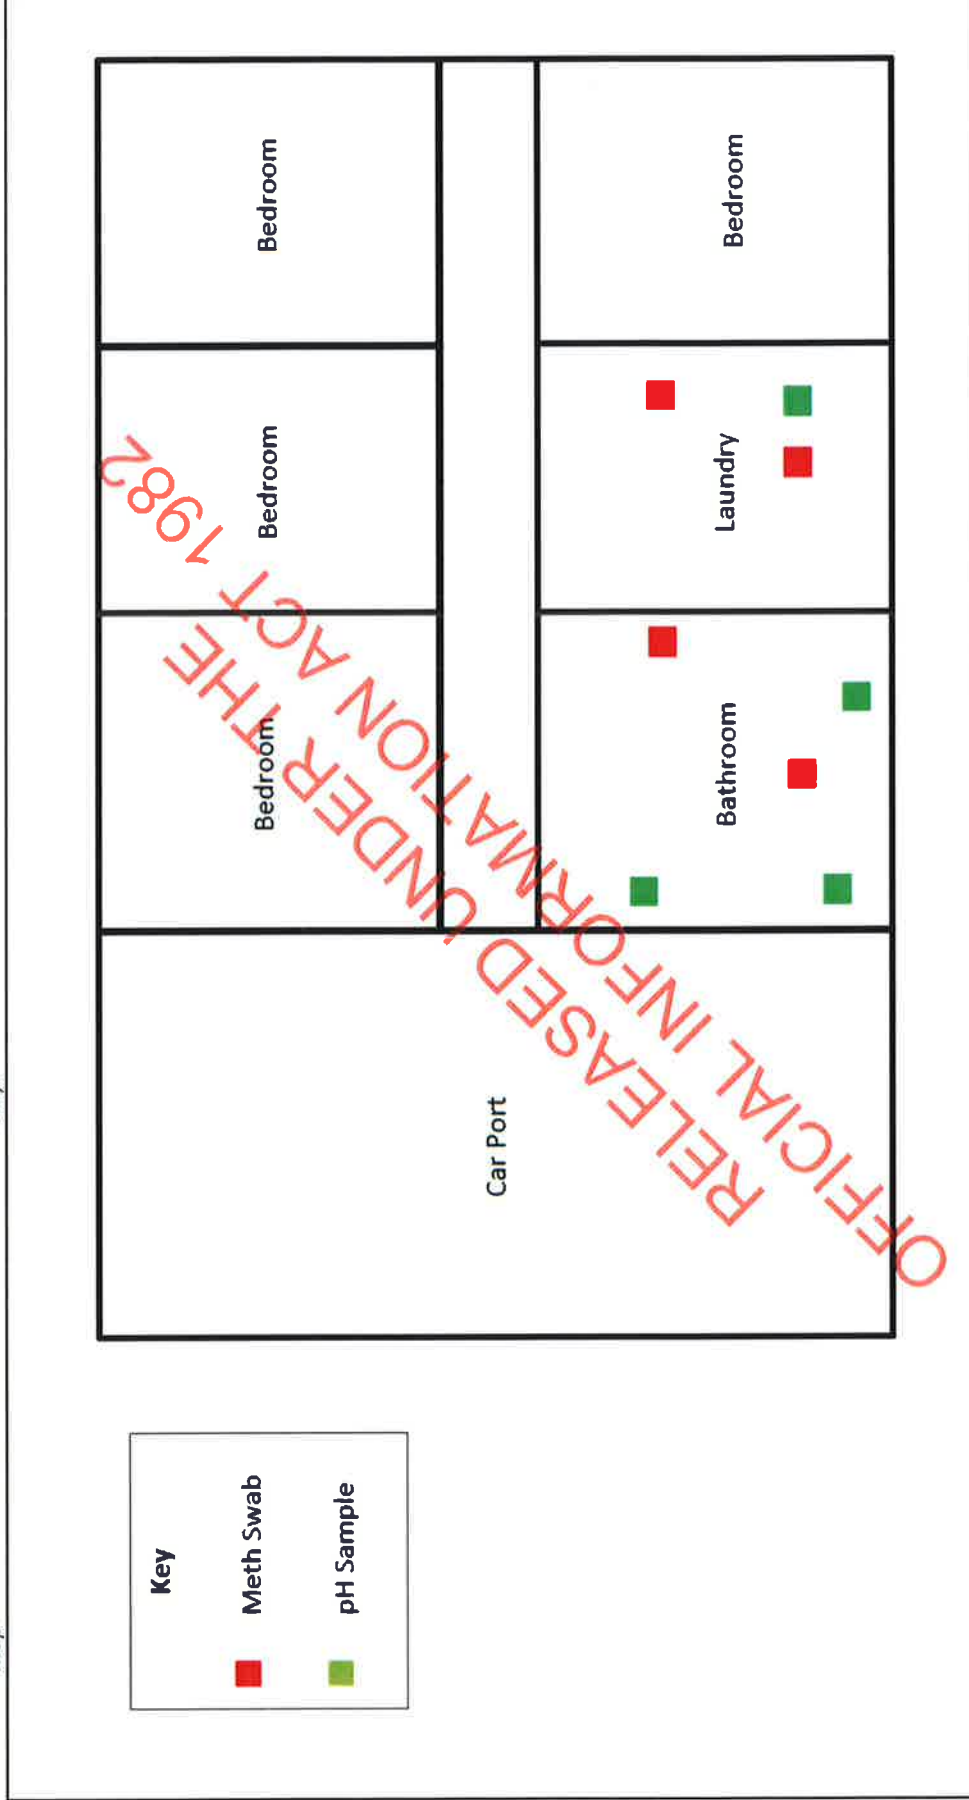 Bedroom
Bedroom
Bedroom
Car Port
Bathroom
Laundry
Bedroom
Key
Meth Swab
pH Sample
RELEASED UNDER THE
OFFICIAL INFORMATION ACT 1982